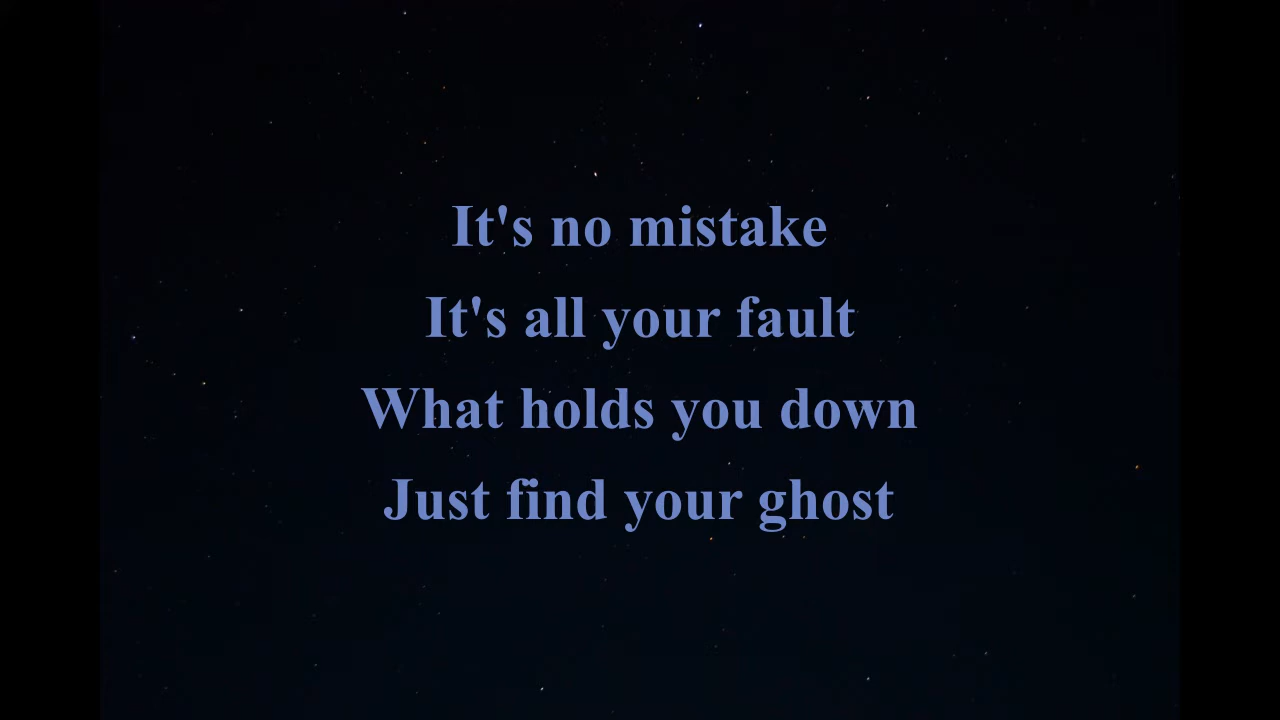 It's no mistake
It's all your fault
What holds you down
Just find your ghost